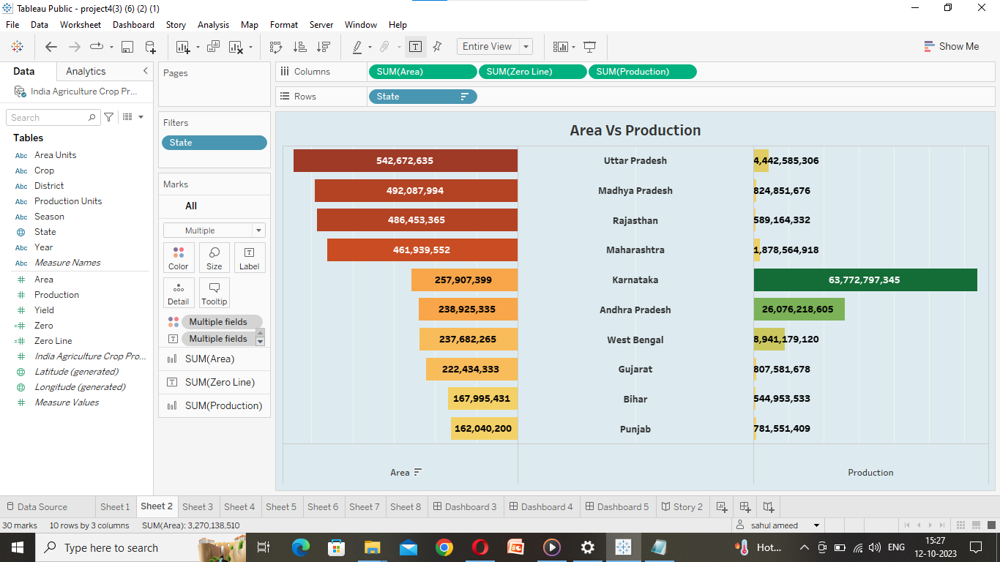 Tableau Public - project4(3) (6) (2) (1)
File Data Worksheet Dashboard Story Analysis Map Format Server Window Help
Entire View
Show Me
Data Analytics
India Agriculture Crop Pr...
Search
Tables
Abc Area Units
Abc Crop
Abc District
Abc Production Units
Abc Season
State
Abc Year
Abc Measure Names
Area
Production
Yield
Zero
Zero Line
India Agriculture Crop Pro...
Latitude (generated)
Longitude (generated)
Measure Values
Pages
Filters
State
Marks
All
Multiple
Color Size Label
Detail Tooltip
Multiple fields
Multiple fields
SUM(Area)
SUM(Zero Line)
SUM(Production)
Columns SUM(Area) SUM(Zero Line) SUM(Production)
Rows State
Area Vs Production
542,672,635 Uttar Pradesh 4,442,585,306
492,087,994 Madhya Pradesh 824,851,676
486,453,365 Rajasthan 589,164,332
461,939,552 Maharashtra 1,878,564,918
257,907,399 Karnataka 63,772,797,345
238,925,335 Andhra Pradesh 26,076,218,605
237,682,265 West Bengal 8,941,179,120
222,434,333 Gujarat 807,581,678
167,995,431 Bihar 544,953,533
162,040,200 Punjab 781,551,409
Area Production
Data Source Sheet 1 Sheet 2 Sheet 3 Sheet 4 Sheet 5 Sheet 6 Sheet 7 Sheet 8 Dashboard 3 Dashboard 4 Dashboard 5 Story 2
30 marks 10 rows by 3 columns SUM(Area): 3,270,138,510 sahul ameed
Type here to search Hot... ENG 15:27
12-10-2023